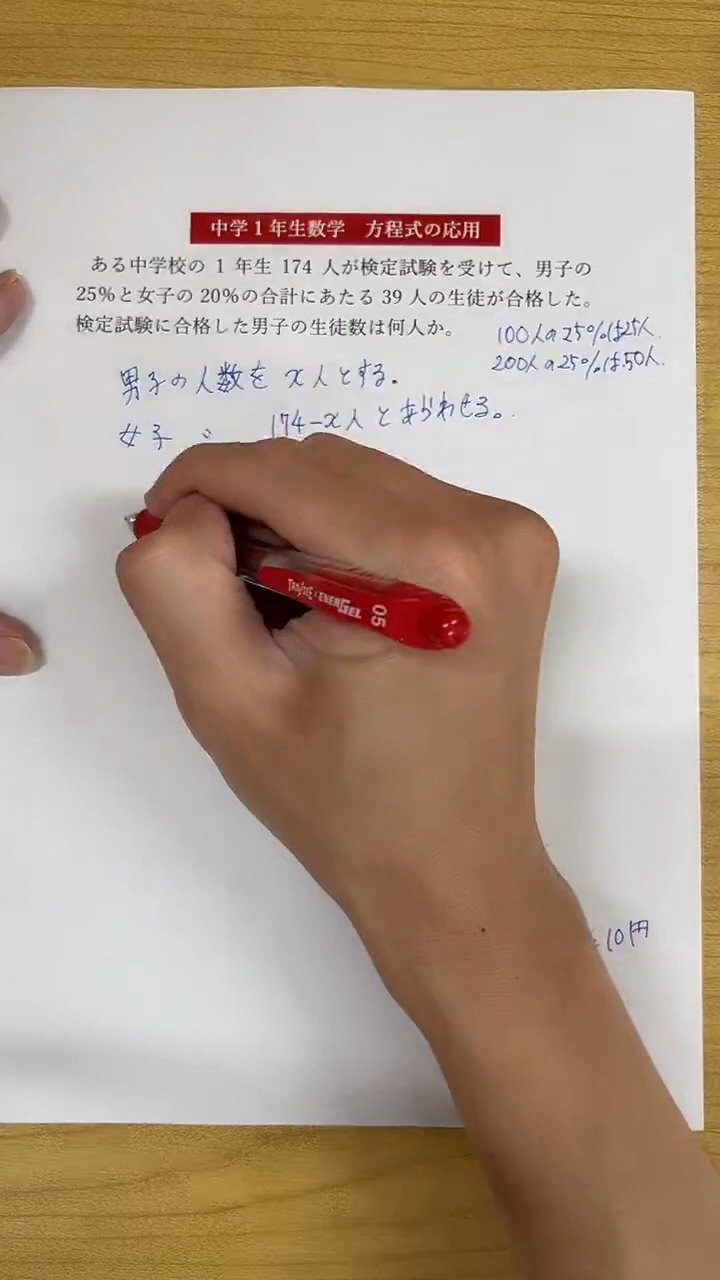 中学1年生数学 方程式の応用
ある中学校の 1 年生 174 人が検定試験を受けて、男子の
25%と女子の 20%の合計にあたる 39 人の生徒が合格した。
検定試験に合格した男子の生徒数は何人か。
100人の25%は25人.
200人の25%は50人.
男子の人数を x人とする。
女子 〃 174-x人 とあらわせる。
ENERGEL 0.5
10円